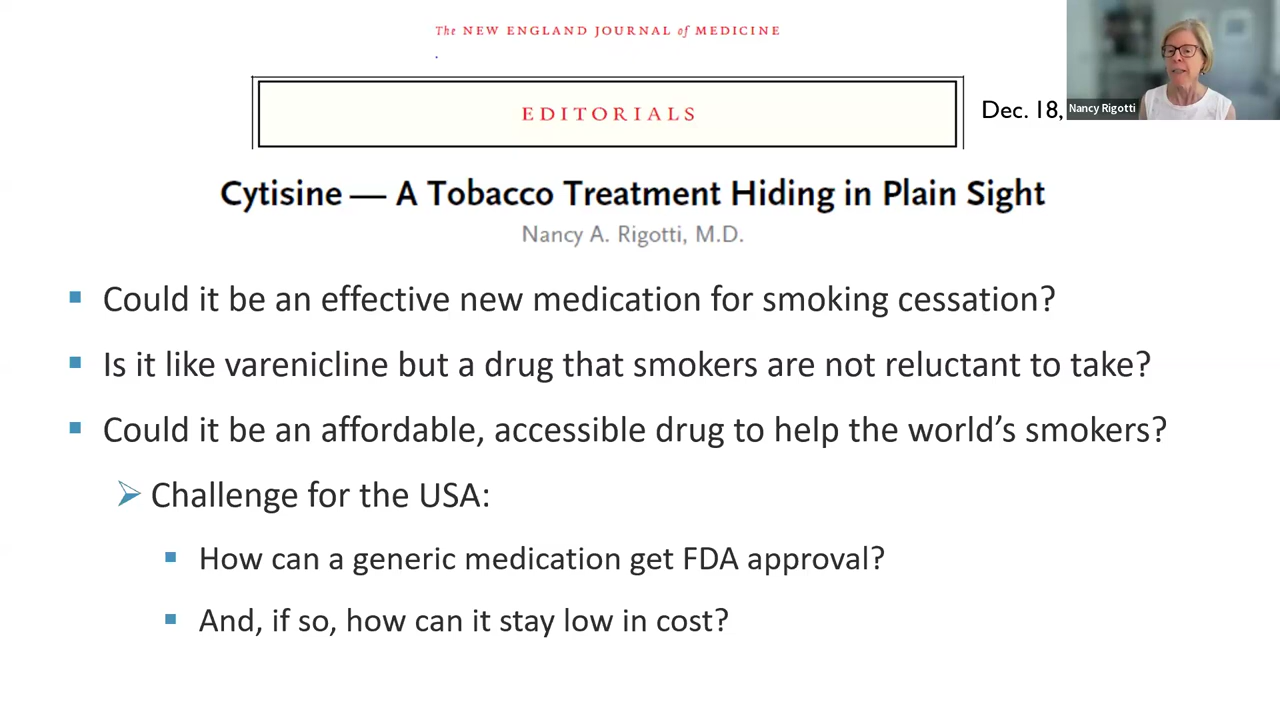 The NEW ENGLAND JOURNAL of MEDICINE
EDITORIALS
Dec. 18,
Nancy Rigotti
Cytisine — A Tobacco Treatment Hiding in Plain Sight
Nancy A. Rigotti, M.D.
▪ Could it be an effective new medication for smoking cessation?
▪ Is it like varenicline but a drug that smokers are not reluctant to take?
▪ Could it be an affordable, accessible drug to help the world’s smokers?
➢ Challenge for the USA:
▪ How can a generic medication get FDA approval?
▪ And, if so, how can it stay low in cost?